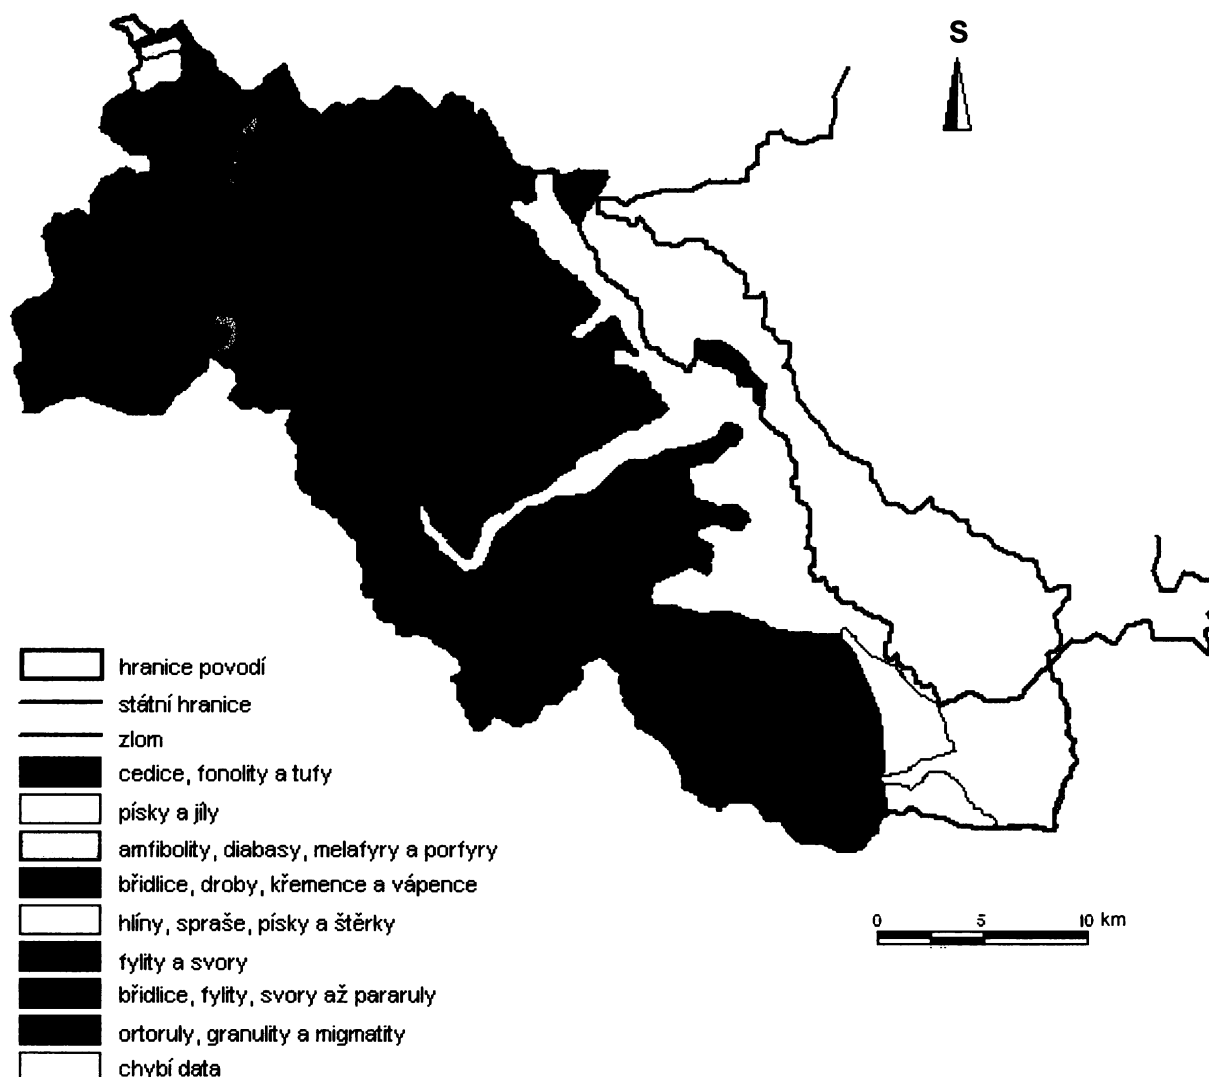 S
hranice povodí
státní hranice
zlom
cedice, fonolity a tufy
písky a jíly
amfibolity, diabasy, melafyry a porfyry
břidlice, droby, křemence a vápence
hlíny, spraše, písky a štěrky
fylity a svory
břidlice, fylity, svory až pararuly
ortoruly, granulity a migmatity
chybí data
0 5 10 km